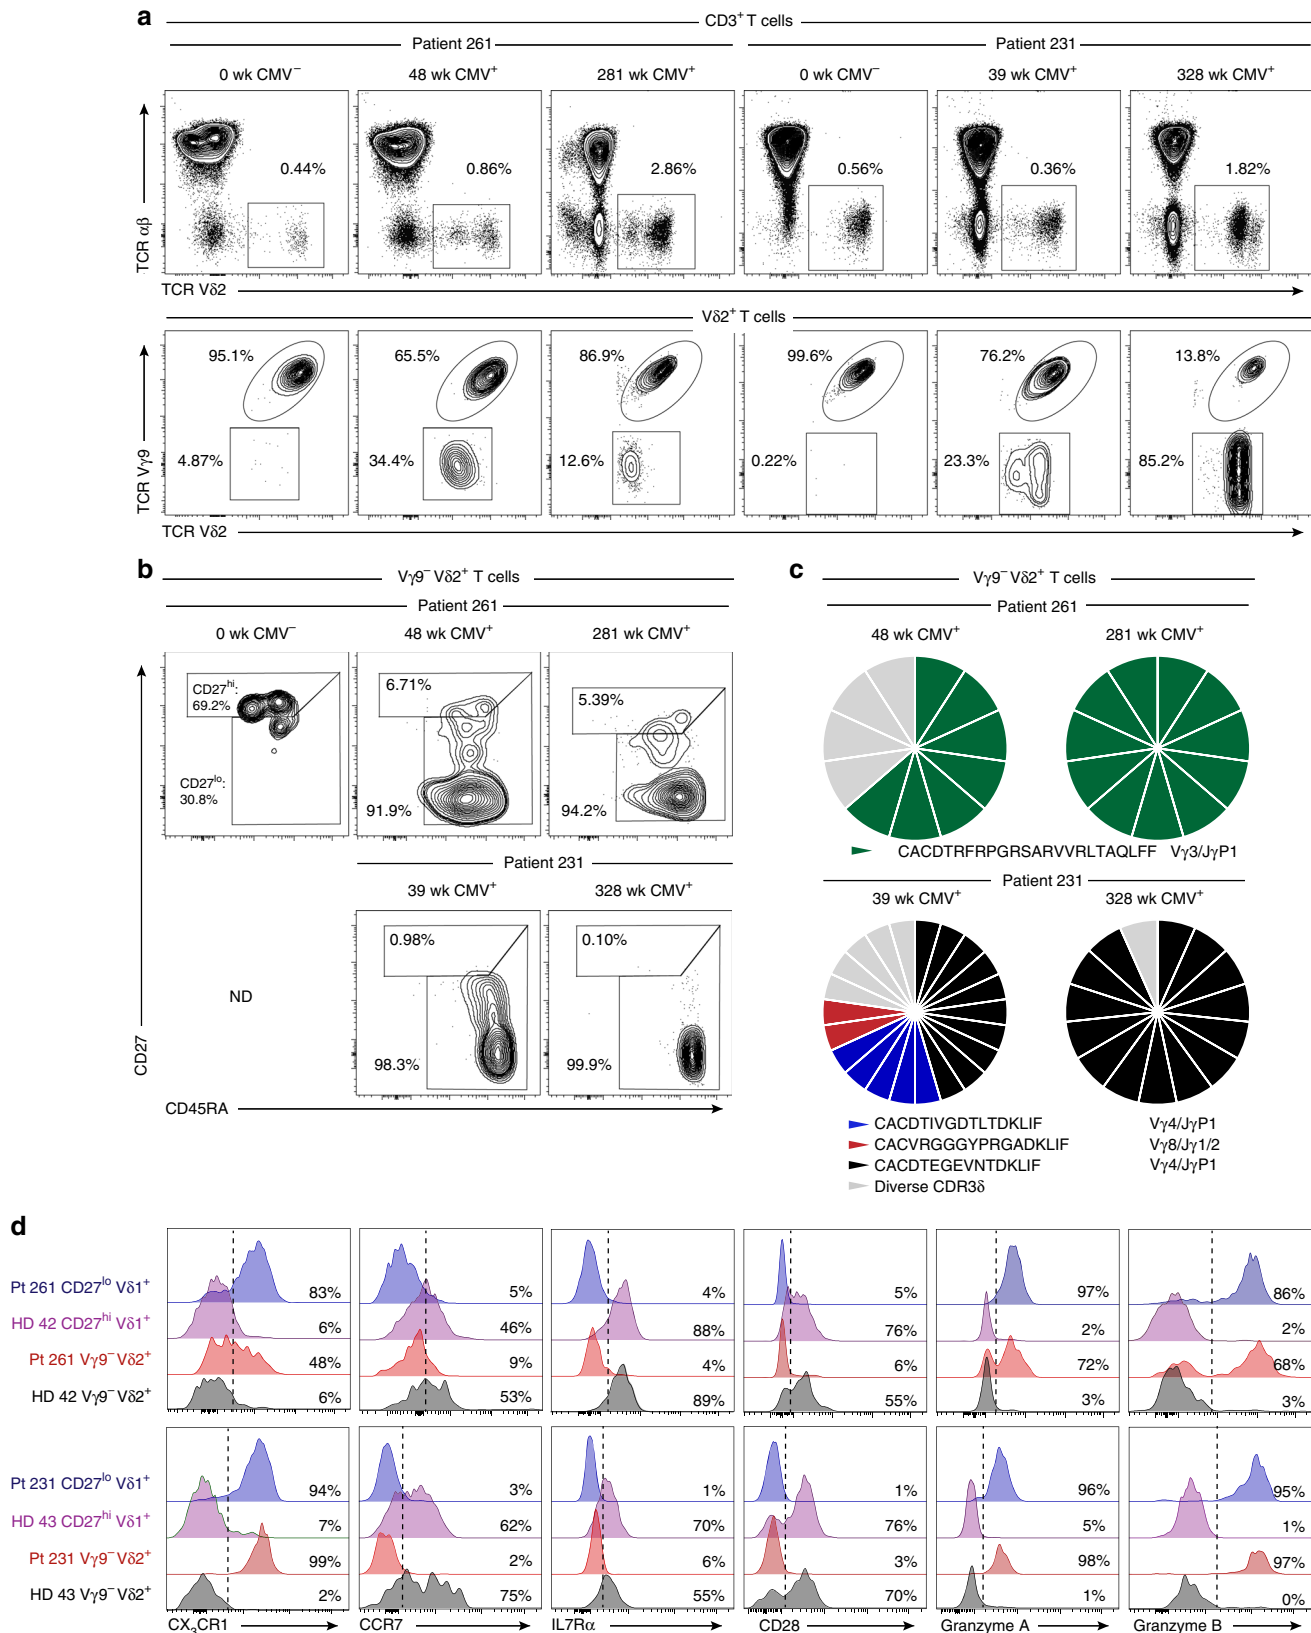 a
CD3⁺ T cells
Patient 261 Patient 231
0 wk CMV⁻ 48 wk CMV⁺ 281 wk CMV⁺ 0 wk CMV⁻ 39 wk CMV⁺ 328 wk CMV⁺
0.44% 0.86% 2.86% 0.56% 0.36% 1.82%
TCR αβ
TCR Vδ2
Vδ2⁺ T cells
95.1% 65.5% 86.9% 99.6% 76.2% 13.8%
4.87% 34.4% 12.6% 0.22% 23.3% 85.2%
TCR Vγ9
TCR Vδ2
b
Vγ9⁻ Vδ2⁺ T cells
Patient 261
0 wk CMV⁻ 48 wk CMV⁺ 281 wk CMV⁺
CD27ʰⁱ:
69.2%
6.71% 5.39%
CD27ˡᵒ:
30.8%
91.9% 94.2%
Patient 231
39 wk CMV⁺ 328 wk CMV⁺
0.98% 0.10%
ND
98.3% 99.9%
CD27
CD45RA
c
Vγ9⁻ Vδ2⁺ T cells
Patient 261
48 wk CMV⁺ 281 wk CMV⁺
CACDTRFRPGRSARVVRLTAQLFF Vγ3/JγP1
Patient 231
39 wk CMV⁺ 328 wk CMV⁺
CACDTIVGDTLTDKLIF Vγ4/JγP1
CACVRGGGYPRGADKLIF Vγ8/Jγ1/2
CACDTEGEVNTDKLIF Vγ4/JγP1
Diverse CDR3δ
d
Pt 261 CD27ˡᵒ Vδ1⁺ 83% 5% 4% 5% 97% 86%
HD 42 CD27ʰⁱ Vδ1⁺ 6% 46% 88% 76% 2% 2%
Pt 261 Vγ9⁻ Vδ2⁺ 48% 9% 4% 6% 72% 68%
HD 42 Vγ9⁻ Vδ2⁺ 6% 53% 89% 55% 3% 3%
Pt 231 CD27ˡᵒ Vδ1⁺ 94% 3% 1% 1% 96% 95%
HD 43 CD27ʰⁱ Vδ1⁺ 7% 62% 70% 76% 5% 1%
Pt 231 Vγ9⁻ Vδ2⁺ 99% 2% 6% 3% 98% 97%
HD 43 Vγ9⁻ Vδ2⁺ 2% 75% 55% 70% 1% 0%
CX₃CR1 CCR7 IL7Rα CD28 Granzyme A Granzyme B